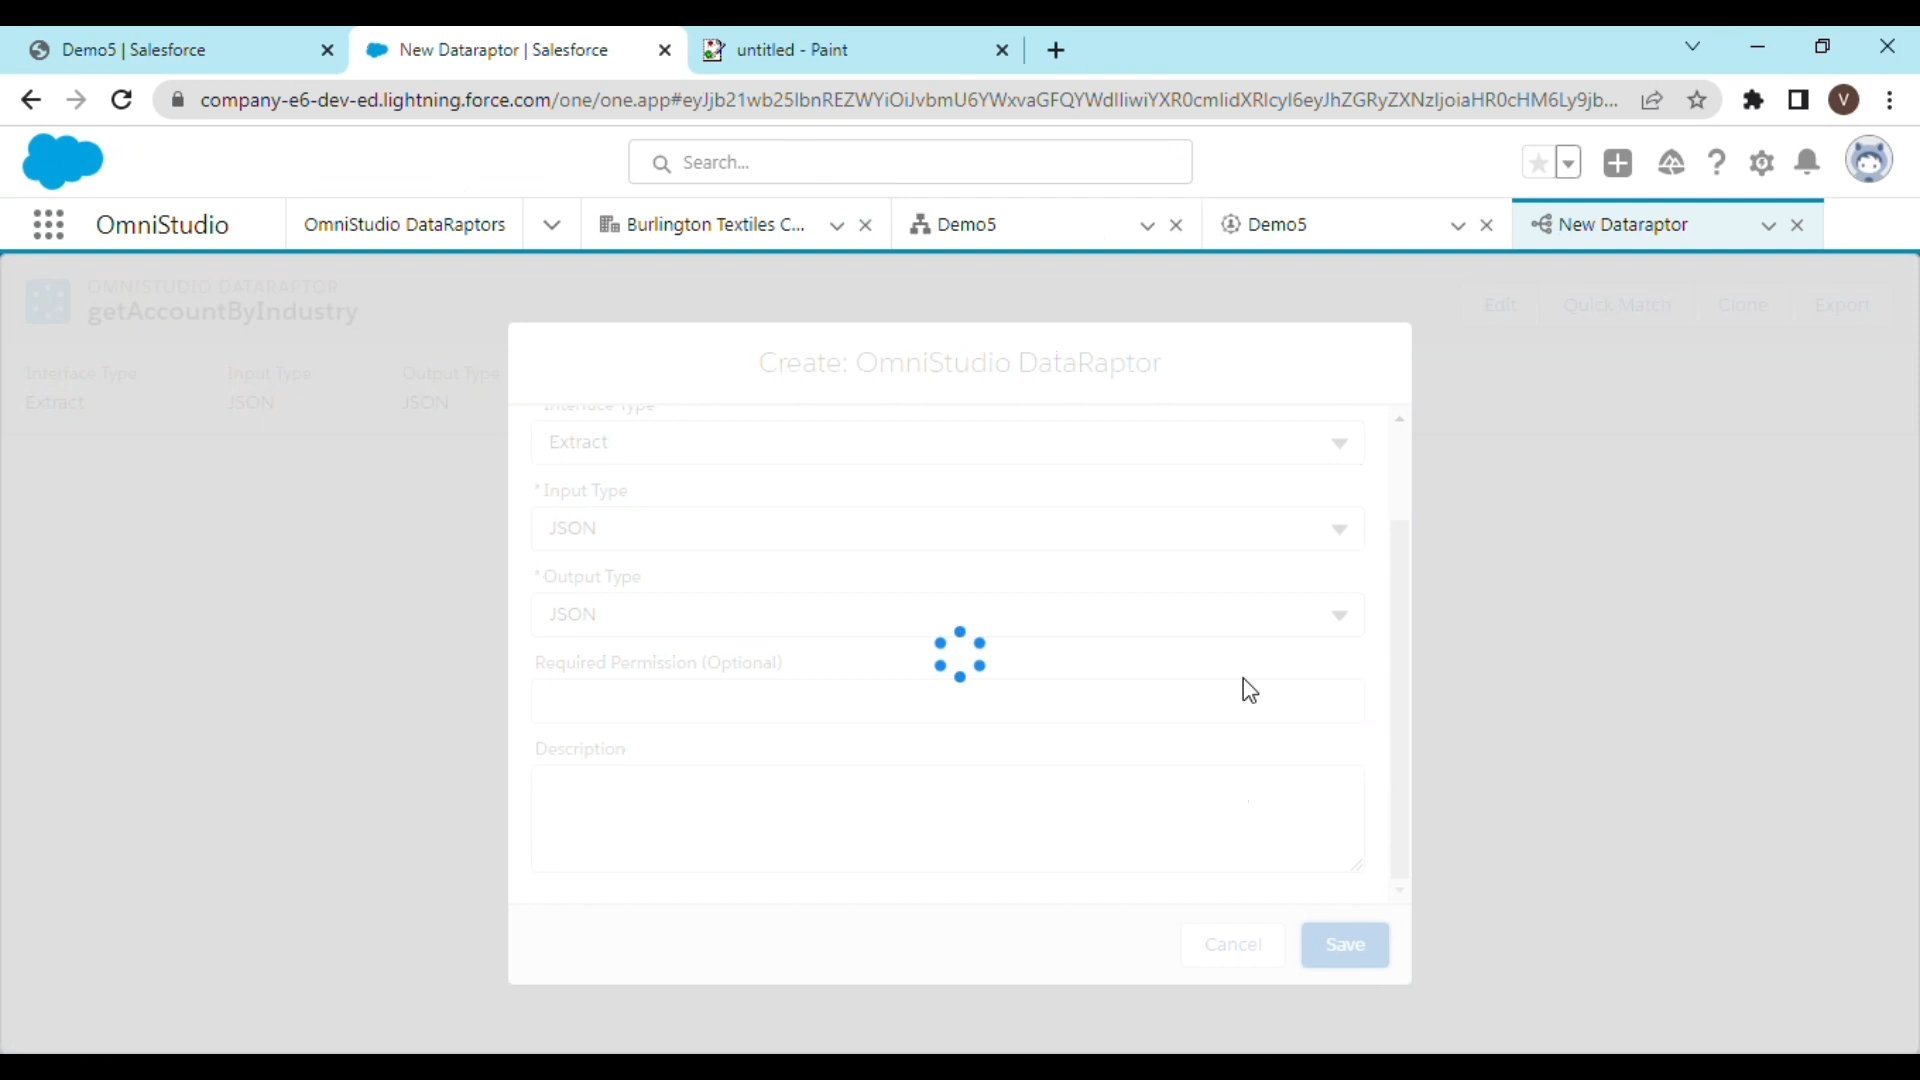 Demo5 | Salesforce
New Dataraptor | Salesforce
untitled - Paint
company-e6-dev-ed.lightning.force.com/one/one.app#eyJjb21wb25lbnREZWYiOiJvbmU6YWxvaGFQYWdlIiwiYXR0cmlidXRlcyI6eyJhZGRyZXNzIjoiaHR0cHM6Ly9jb...
V
Search...
OmniStudio
OmniStudio DataRaptors
Burlington Textiles C...
Demo5
Demo5
New Dataraptor
OMNISTUDIO DATARAPTOR
getAccountByIndustry
Edit
Quick Match
Clone
Export
Interface Type
Input Type
Output Type
Extract
JSON
JSON
Create: OmniStudio DataRaptor
Interface Type
Extract
*Input Type
JSON
*Output Type
JSON
Required Permission (Optional)
Description
Cancel
Save